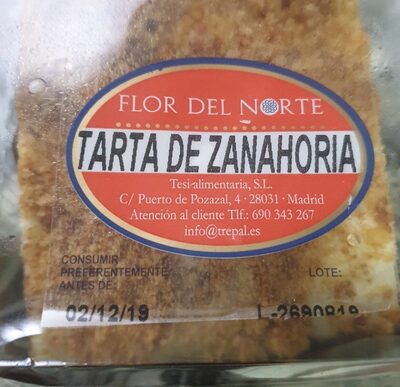 FLOR DEL NORTE
TARTA DE ZANAHORIA
Tesi-alimentaria, S.L.
C/ Puerto de Pozazal, 4 · 28031 · Madrid
Atención al cliente Tlf.: 690 343 267
info@trepal.es
CONSUMIR
PREFERENTEMENTE
ANTES DE: LOTE:
02/12/19 L-2690819